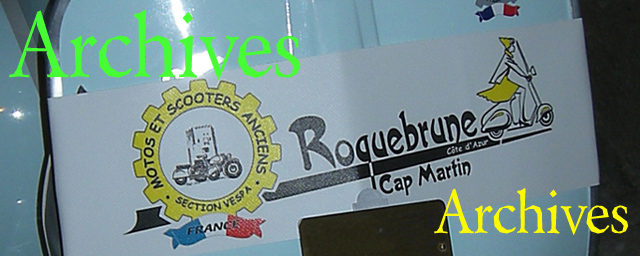 Archives
MOTOS ET SCOOTERS ANCIENS
• SECTION VESPA •
FRANCE
Roquebrune
Côte d'Azur
Cap Martin
Archives